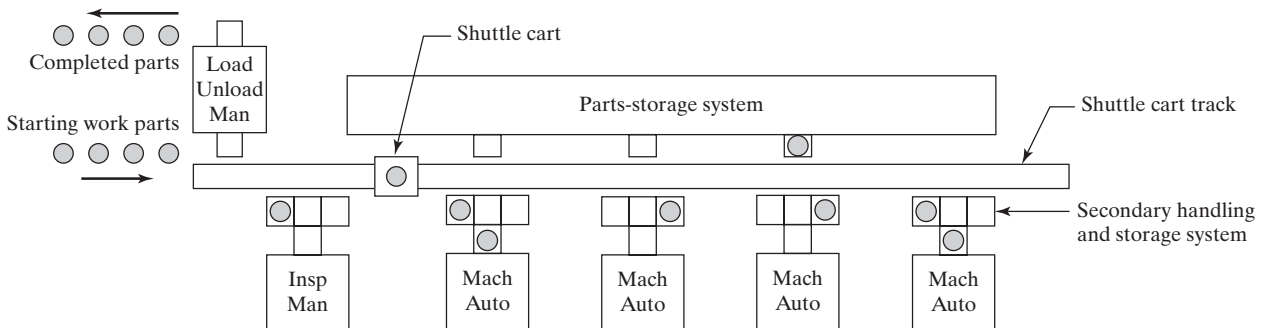 Completed parts
Starting work parts
Load
Unload
Man
Shuttle cart
Parts-storage system
Shuttle cart track
Secondary handling
and storage system
Insp
Man
Mach
Auto
Mach
Auto
Mach
Auto
Mach
Auto